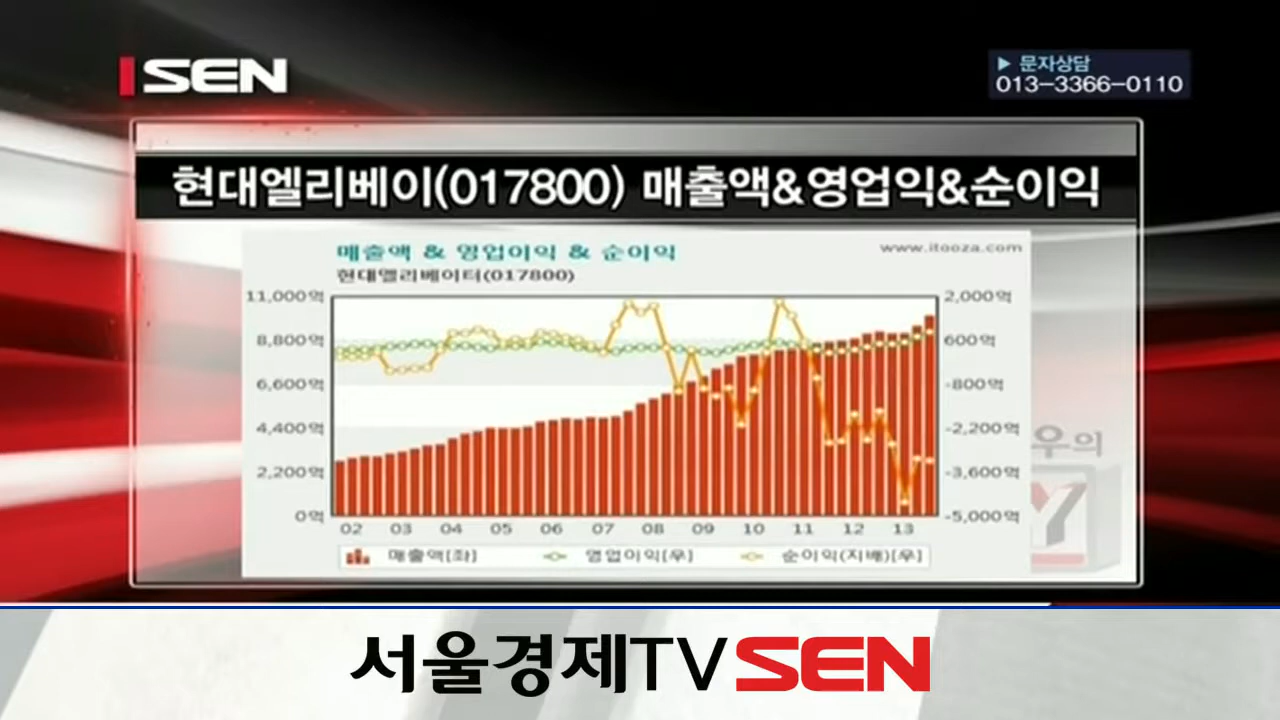 SEN
▶ 문자상담
013-3366-0110
현대엘리베이(017800) 매출액&영업익&순이익
매출액 & 영업이익 & 순이익
www.itooza.com
현대엘리베이터(017800)
11,000억
8,800억
6,600억
4,400억
2,200억
0억
2,000억
600억
-800억
-2,200억
-3,600억
-5,000억
02 03 04 05 06 07 08 09 10 11 12 13
매출액[좌] 영업이익[우] 순이익(지배)[우]
우의
서울경제TV SEN